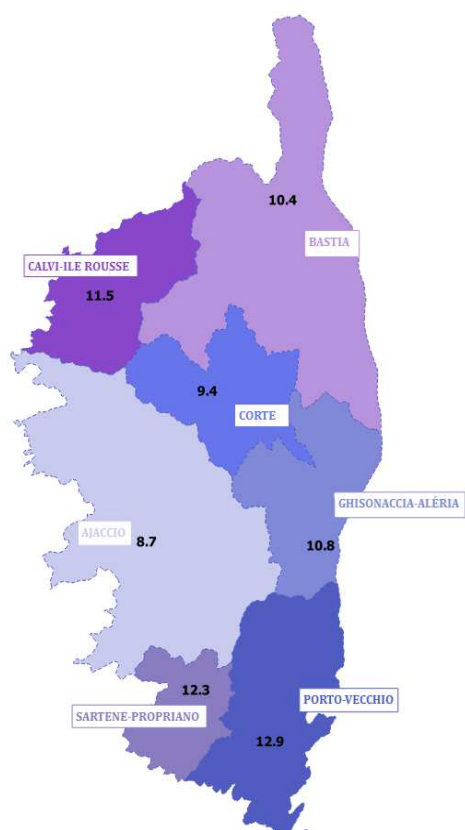 10.4
BASTIA
CALVI-ILE ROUSSE
11.5
9.4
CORTE
GHISONACCIA-ALÉRIA
AJACCIO
8.7
10.8
12.3
SARTENE-PROPRIANO
PORTO-VECCHIO
12.9